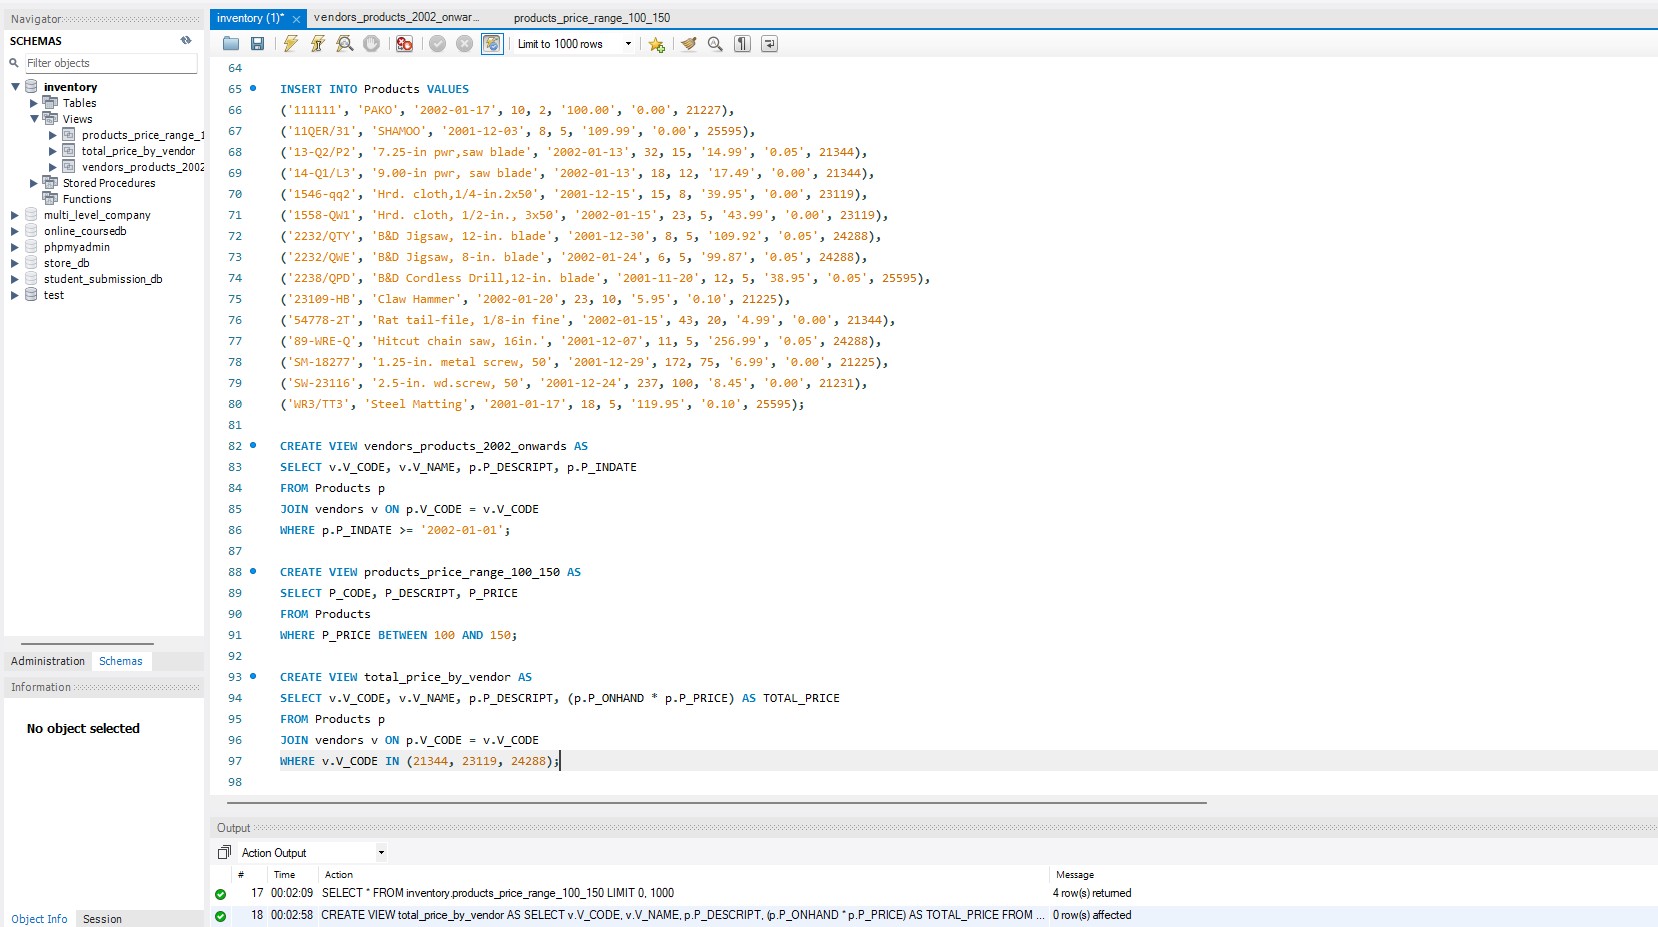 Navigator
SCHEMAS
Filter objects
inventory
Tables
Views
products_price_range_1
total_price_by_vendor
vendors_products_2002
Stored Procedures
Functions
multi_level_company
online_coursedb
phpmyadmin
store_db
student_submission_db
test
Administration Schemas
Information
No object selected
Object Info Session
inventory (1)* × vendors_products_2002_onwar... products_price_range_100_150
Limit to 1000 rows
64
65 INSERT INTO Products VALUES
66 ('111111', 'PAKO', '2002-01-17', 10, 2, '100.00', '0.00', 21227),
67 ('11QER/31', 'SHAMOO', '2001-12-03', 8, 5, '109.99', '0.00', 25595),
68 ('13-Q2/P2', '7.25-in pwr,saw blade', '2002-01-13', 32, 15, '14.99', '0.05', 21344),
69 ('14-Q1/L3', '9.00-in pwr, saw blade', '2002-01-13', 18, 12, '17.49', '0.00', 21344),
70 ('1546-qq2', 'Hrd. cloth,1/4-in.2x50', '2001-12-15', 15, 8, '39.95', '0.00', 23119),
71 ('1558-QW1', 'Hrd. cloth, 1/2-in., 3x50', '2002-01-15', 23, 5, '43.99', '0.00', 23119),
72 ('2232/QTY', 'B&D Jigsaw, 12-in. blade', '2001-12-30', 8, 5, '109.92', '0.05', 24288),
73 ('2232/QWE', 'B&D Jigsaw, 8-in. blade', '2002-01-24', 6, 5, '99.87', '0.05', 24288),
74 ('2238/QPD', 'B&D Cordless Drill,12-in. blade', '2001-11-20', 12, 5, '38.95', '0.05', 25595),
75 ('23109-HB', 'Claw Hammer', '2002-01-20', 23, 10, '5.95', '0.10', 21225),
76 ('54778-2T', 'Rat tail-file, 1/8-in fine', '2002-01-15', 43, 20, '4.99', '0.00', 21344),
77 ('89-WRE-Q', 'Hitcut chain saw, 16in.', '2001-12-07', 11, 5, '256.99', '0.05', 24288),
78 ('SM-18277', '1.25-in. metal screw, 50', '2001-12-29', 172, 75, '6.99', '0.00', 21225),
79 ('SW-23116', '2.5-in. wd.screw, 50', '2001-12-24', 237, 100, '8.45', '0.00', 21231),
80 ('WR3/TT3', 'Steel Matting', '2001-01-17', 18, 5, '119.95', '0.10', 25595);
81
82 CREATE VIEW vendors_products_2002_onwards AS
83 SELECT v.V_CODE, v.V_NAME, p.P_DESCRIPT, p.P_INDATE
84 FROM Products p
85 JOIN vendors v ON p.V_CODE = v.V_CODE
86 WHERE p.P_INDATE >= '2002-01-01';
87
88 CREATE VIEW products_price_range_100_150 AS
89 SELECT P_CODE, P_DESCRIPT, P_PRICE
90 FROM Products
91 WHERE P_PRICE BETWEEN 100 AND 150;
92
93 CREATE VIEW total_price_by_vendor AS
94 SELECT v.V_CODE, v.V_NAME, p.P_DESCRIPT, (p.P_ONHAND * p.P_PRICE) AS TOTAL_PRICE
95 FROM Products p
96 JOIN vendors v ON p.V_CODE = v.V_CODE
97 WHERE v.V_CODE IN (21344, 23119, 24288);
98
Output
Action Output
# Time Action Message
17 00:02:09 SELECT * FROM inventory.products_price_range_100_150 LIMIT 0, 1000 4 row(s) returned
18 00:02:58 CREATE VIEW total_price_by_vendor AS SELECT v.V_CODE, v.V_NAME, p.P_DESCRIPT, (p.P_ONHAND * p.P_PRICE) AS TOTAL_PRICE FROM ... 0 row(s) affected